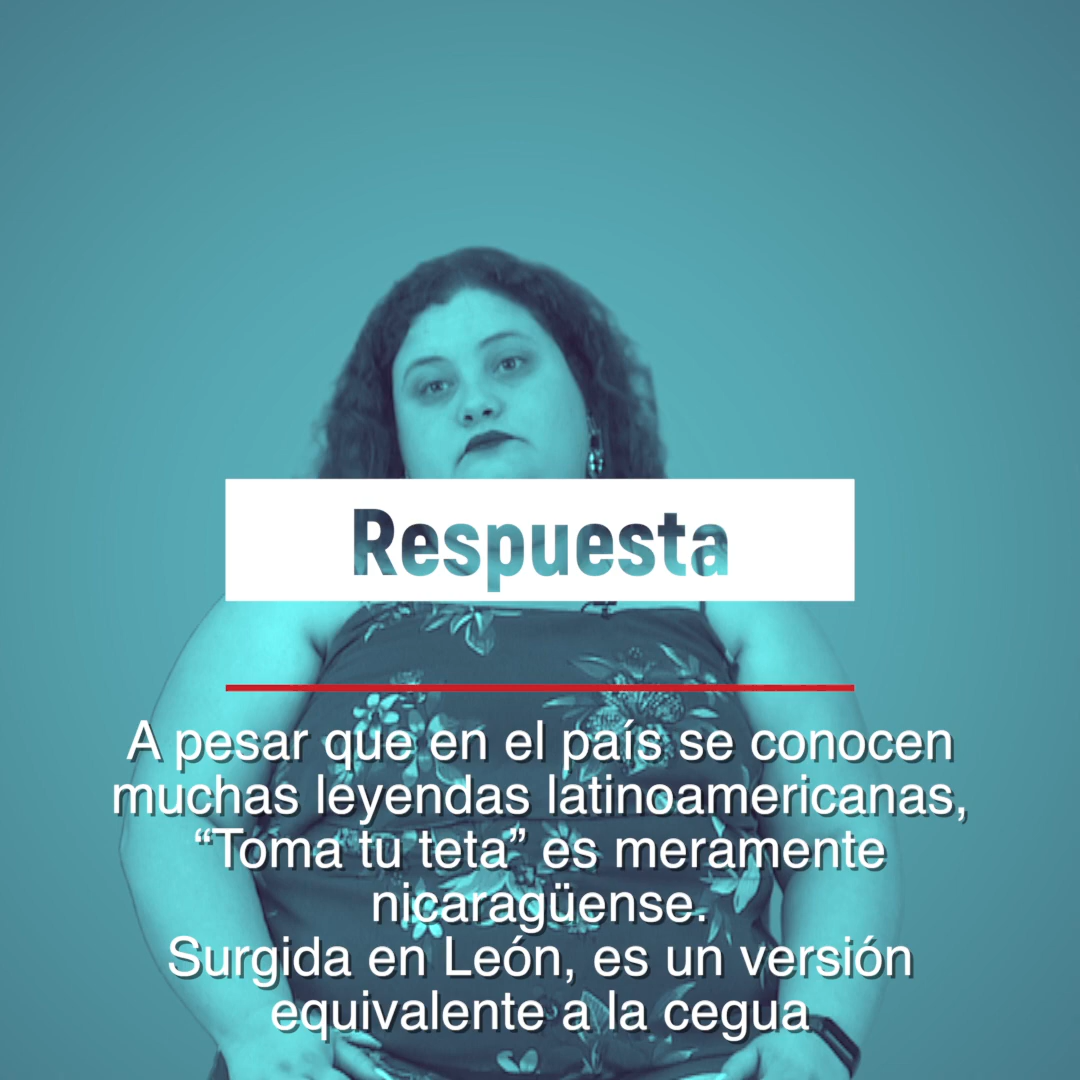 Respuesta
A pesar que en el país se conocen
muchas leyendas latinoamericanas,
“Toma tu teta” es meramente
nicaragüense.
Surgida en León, es un versión
equivalente a la cegua